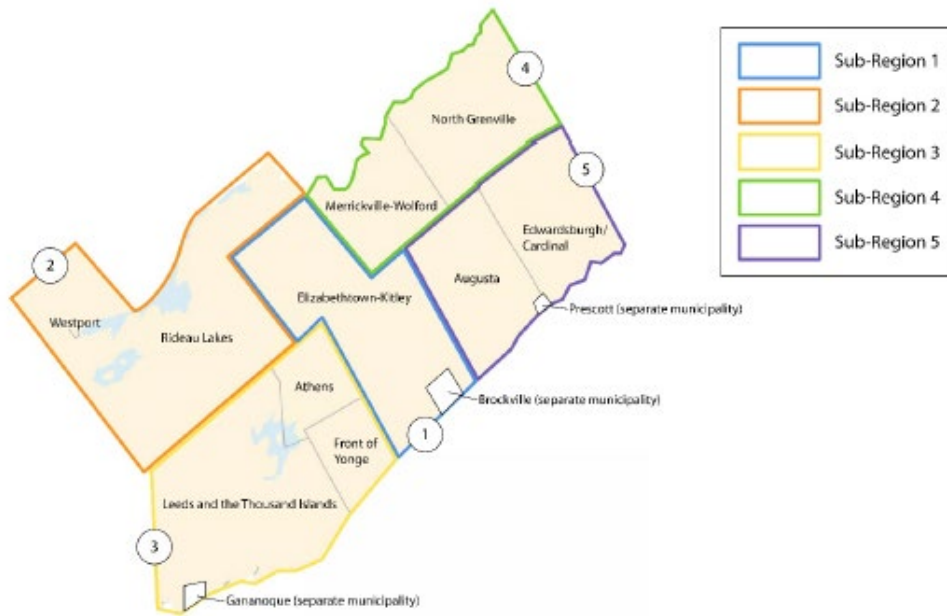 4
North Grenville
5
Merrickville-Wolford
Edwardsburgh/
Cardinal
2
Augusta
Elizabethtown-Kitley
Westport
Rideau Lakes
Prescott (separate municipality)
Athens
Brockville (separate municipality)
1
Front of
Yonge
Leeds and the Thousand Islands
3
Gananoque (separate municipality)
Sub-Region 1
Sub-Region 2
Sub-Region 3
Sub-Region 4
Sub-Region 5